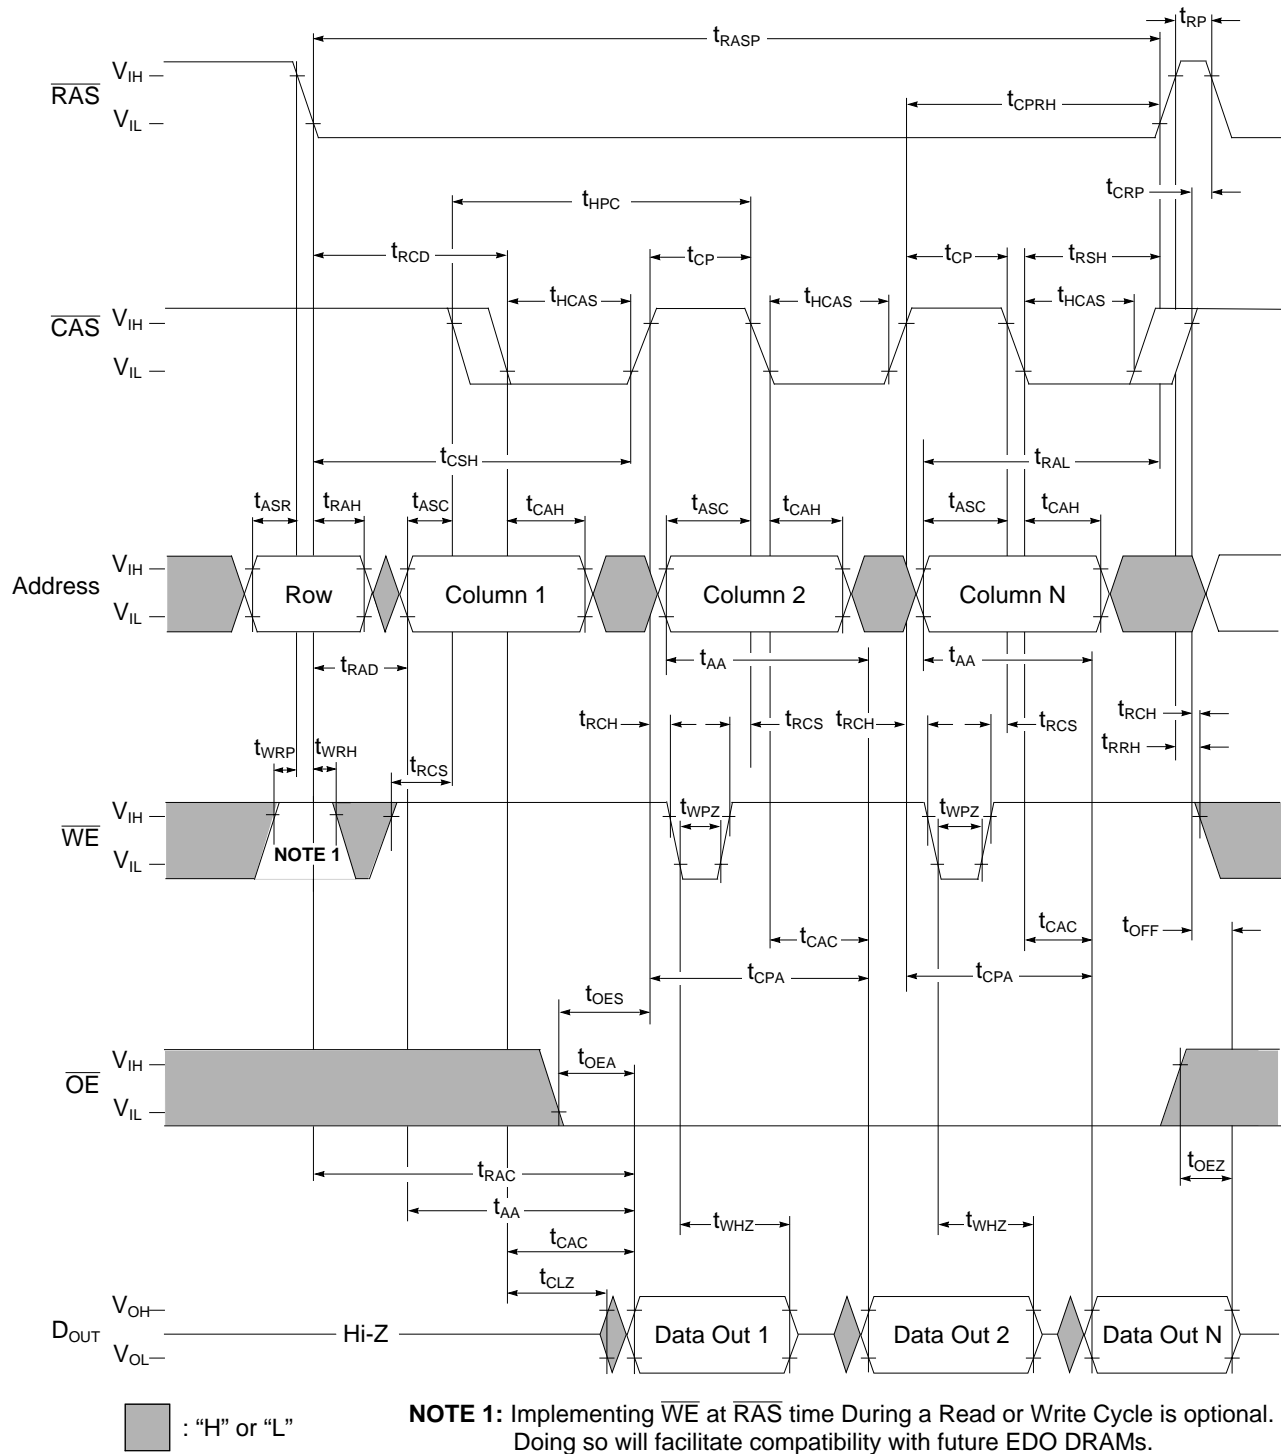 tRP
tRASP
VIH
RAS
tCPRH
VIL
tCRP
tHPC
tRCD
tCP
tCP
tRSH
tHCAS
tHCAS
tHCAS
VIH
CAS
VIL
tCSH
tRAL
tASR
tRAH
tASC
tCAH
tASC
tCAH
tASC
tCAH
VIH
Address
Row
Column 1
Column 2
Column N
VIL
tRAD
tAA
tAA
tRCH
tRCS
tRCH
tRCS
tRCH
tRRH
tWRP
tWRH
tRCS
VIH
WE
tWPZ
tWPZ
NOTE 1
VIL
tCAC
tCAC
tOFF
tCPA
tCPA
tOES
VIH
OE
tOEA
VIL
tRAC
tOEZ
tAA
tWHZ
tWHZ
tCAC
tCLZ
VOH
DOUT
Hi-Z
Data Out 1
Data Out 2
Data Out N
VOL
: “H” or “L”
NOTE 1: Implementing WE at RAS time During a Read or Write Cycle is optional.
Doing so will facilitate compatibility with future EDO DRAMs.